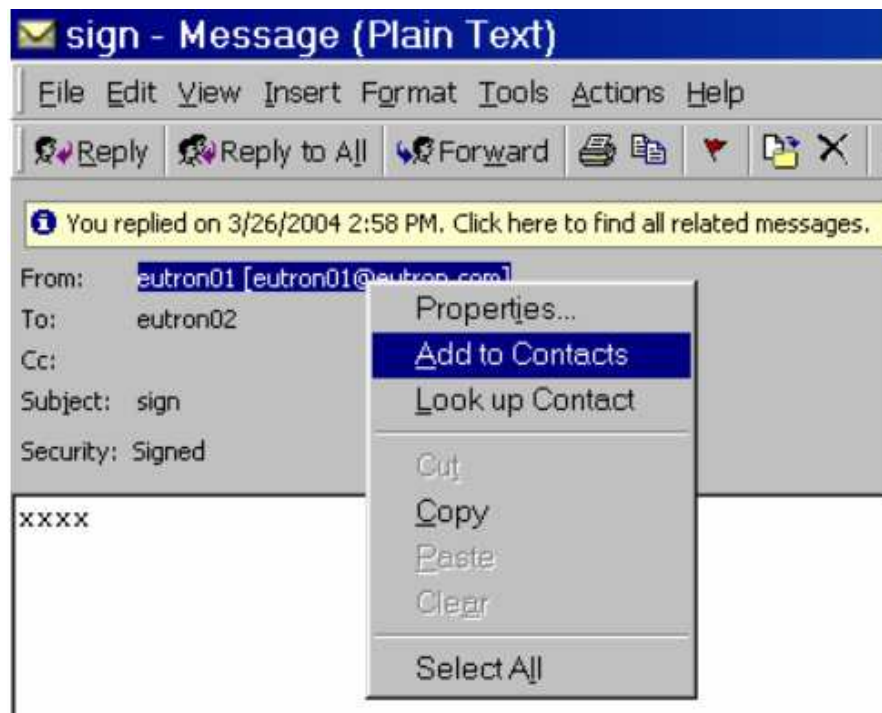 sign - Message (Plain Text)
File Edit View Insert Format Tools Actions Help
Reply Reply to All Forward
You replied on 3/26/2004 2:58 PM. Click here to find all related messages.
From: eutron01 [eutron01@eutron.com]
To: eutron02
Cc:
Subject: sign
Security: Signed
xxxx
Properties...
Add to Contacts
Look up Contact
Cut
Copy
Paste
Clear
Select All